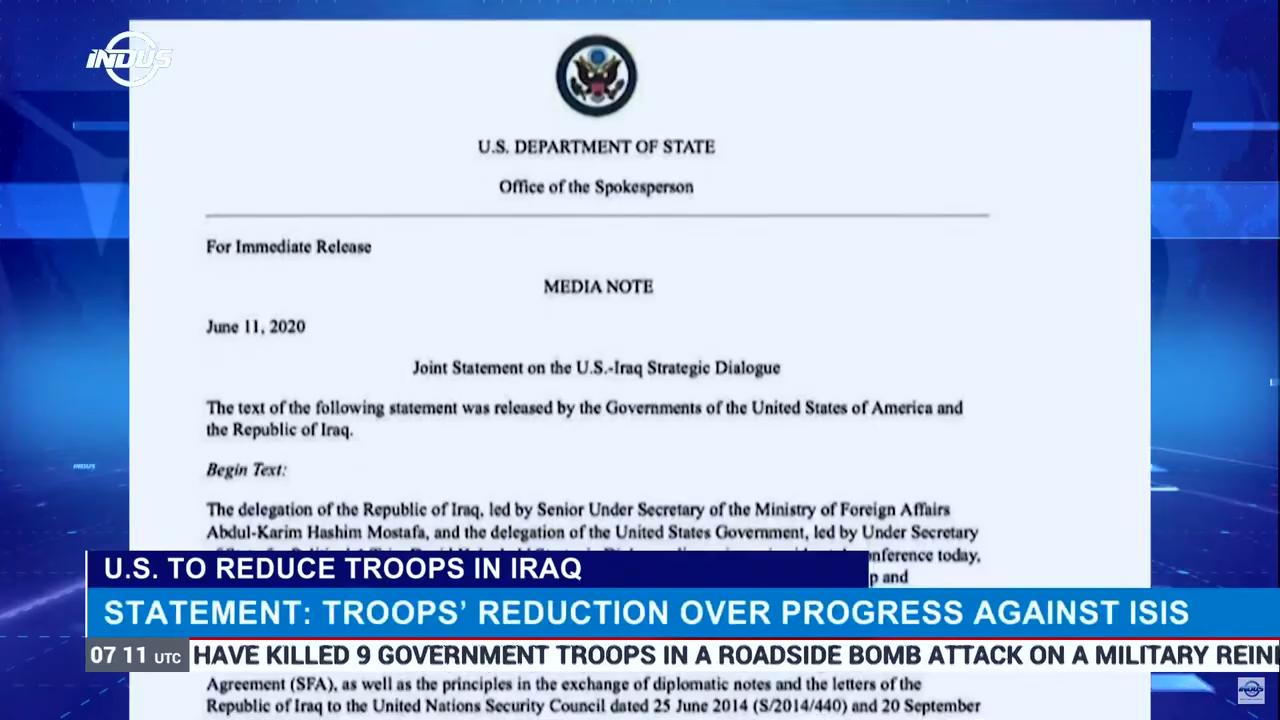 INDUS
U.S. DEPARTMENT OF STATE
Office of the Spokesperson
For Immediate Release
MEDIA NOTE
June 11, 2020
Joint Statement on the U.S.-Iraq Strategic Dialogue
The text of the following statement was released by the Governments of the United States of America and
the Republic of Iraq.
Begin Text:
The delegation of the Republic of Iraq, led by Senior Under Secretary of the Ministry of Foreign Affairs
Abdul-Karim Hashim Mostafa, and the delegation of the United States Government, led by Under Secretary
conference today,
p and
U.S. TO REDUCE TROOPS IN IRAQ
STATEMENT: TROOPS’ REDUCTION OVER PROGRESS AGAINST ISIS
07 11 UTC HAVE KILLED 9 GOVERNMENT TROOPS IN A ROADSIDE BOMB ATTACK ON A MILITARY REIN
Agreement (SFA), as well as the principles in the exchange of diplomatic notes and the letters of the
Republic of Iraq to the United Nations Security Council dated 25 June 2014 (S/2014/440) and 20 September
INDUS
INDUS